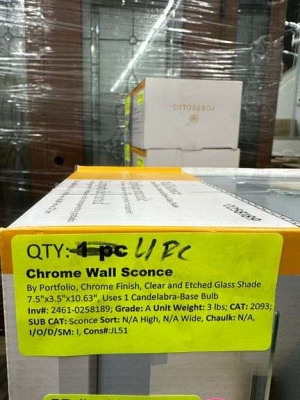 PORTFOLIO
QTY: 1 pc 4 PC
Chrome Wall Sconce
By Portfolio, Chrome Finish, Clear and Etched Glass Shade
7.5"x3.5"x10.63", Uses 1 Candelabra-Base Bulb
Inv#: 2461-0258189; Grade: A Unit Weight: 3 lbs; CAT: 2093;
SUB CAT: Sconce Sort: N/A High, N/A Wide, Chaulk: N/A,
I/O/D/SM: I, Cons#:JL51